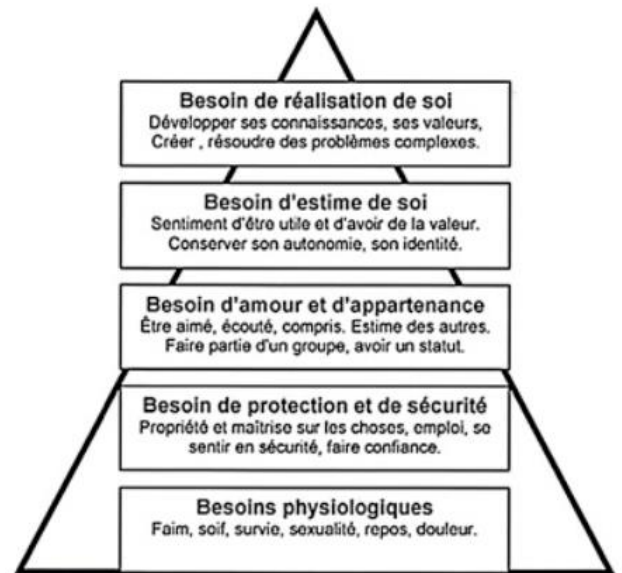 Besoin de réalisation de soi
Développer ses connaissances, ses valeurs,
Créer , résoudre des problèmes complexes.
Besoin d'estime de soi
Sentiment d'être utile et d'avoir de la valeur.
Conserver son autonomie, son identité.
Besoin d'amour et d'appartenance
Être aimé, écouté, compris. Estime des autres.
Faire partie d'un groupe, avoir un statut.
Besoin de protection et de sécurité
Propriété et maîtrise sur les choses, emploi, se
sentir en sécurité, faire confiance.
Besoins physiologiques
Faim, soif, survie, sexualité, repos, douleur.